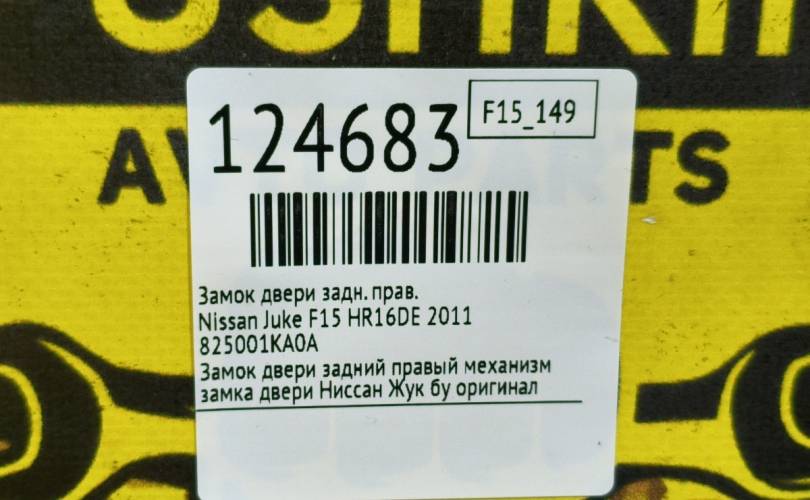 124683
F15_149
Замок двери задн. прав.
Nissan Juke F15 HR16DE 2011
825001KA0A
Замок двери задний правый механизм
замка двери Ниссан Жук бу оригинал